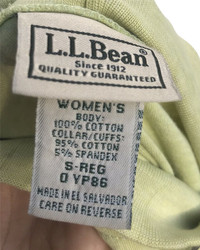 L.L.Bean®
Since 1912
QUALITY GUARANTEED
WOMEN'S
BODY:
100% COTTON
COLLAR/CUFFS:
95% COTTON
5% SPANDEX
S-REG
0 YP86
MADE IN EL SALVADOR
CARE ON REVERSE